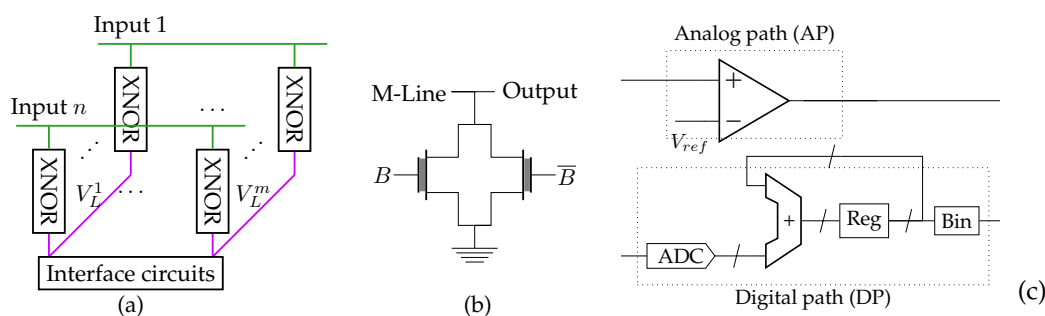 Input 1
XNOR
XNOR
...
Input n
XNOR
XNOR
V_L^1
...
V_L^m
Interface circuits
(a)
M-Line
Output
B
B̅
(b)
Analog path (AP)
+
−
V_ref
+
Reg
Bin
ADC
Digital path (DP)
(c)